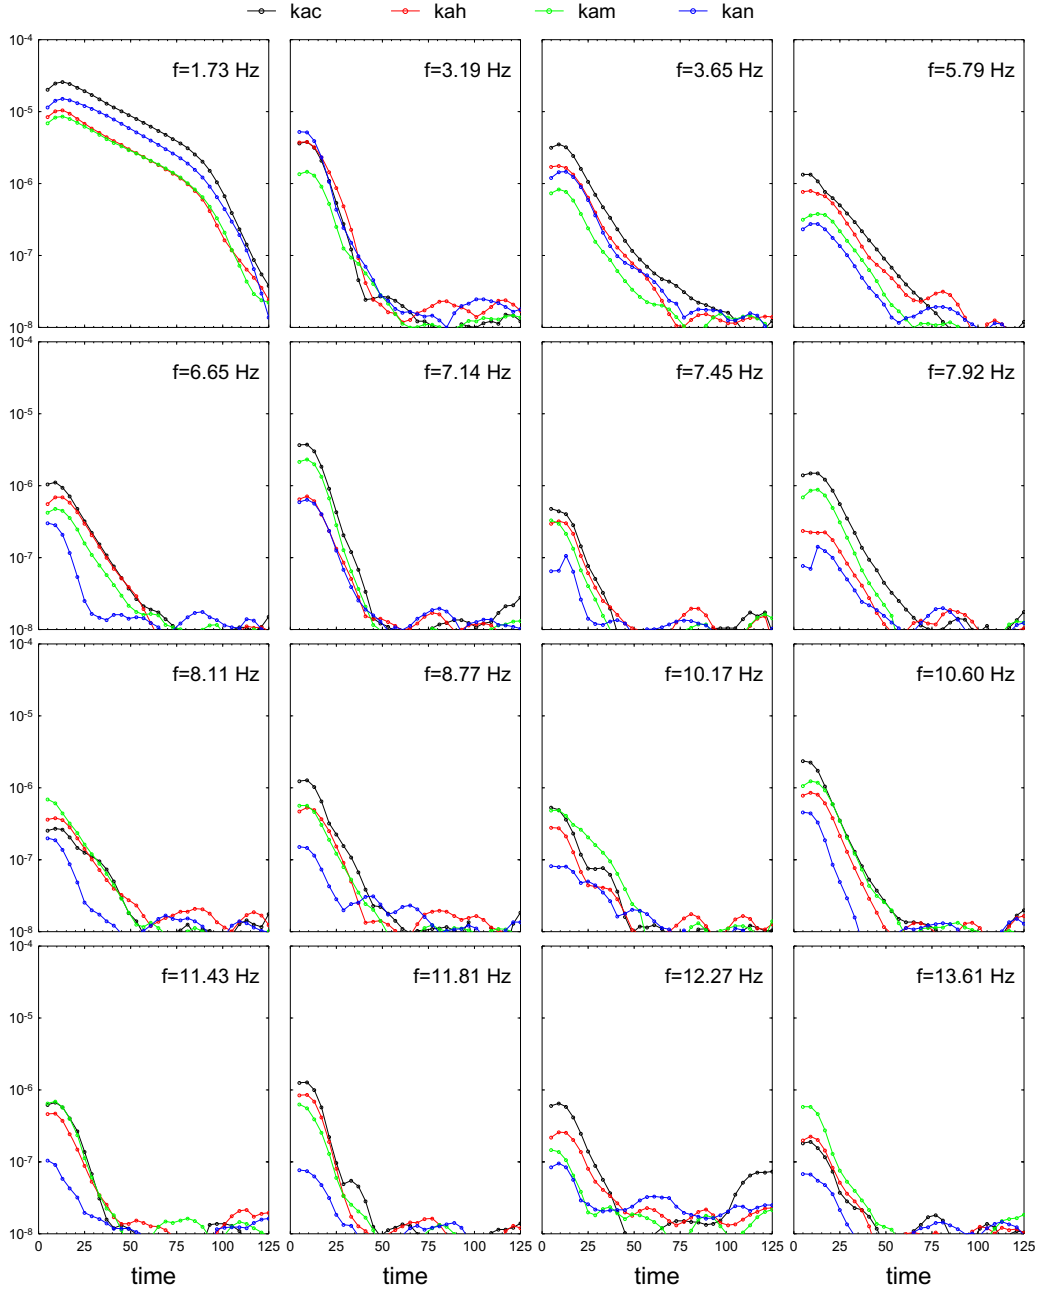 kac kah kam kan
10-4 f=1.73 Hz f=3.19 Hz f=3.65 Hz f=5.79 Hz
10-5
10-6
10-7
10-8
10-4 f=6.65 Hz f=7.14 Hz f=7.45 Hz f=7.92 Hz
10-5
10-6
10-7
10-8
10-4 f=8.11 Hz f=8.77 Hz f=10.17 Hz f=10.60 Hz
10-5
10-6
10-7
10-8
10-4 f=11.43 Hz f=11.81 Hz f=12.27 Hz f=13.61 Hz
10-5
10-6
10-7
10-8
0 25 50 75 100 125 0 25 50 75 100 125 0 25 50 75 100 125 0 25 50 75 100 125
time time time time